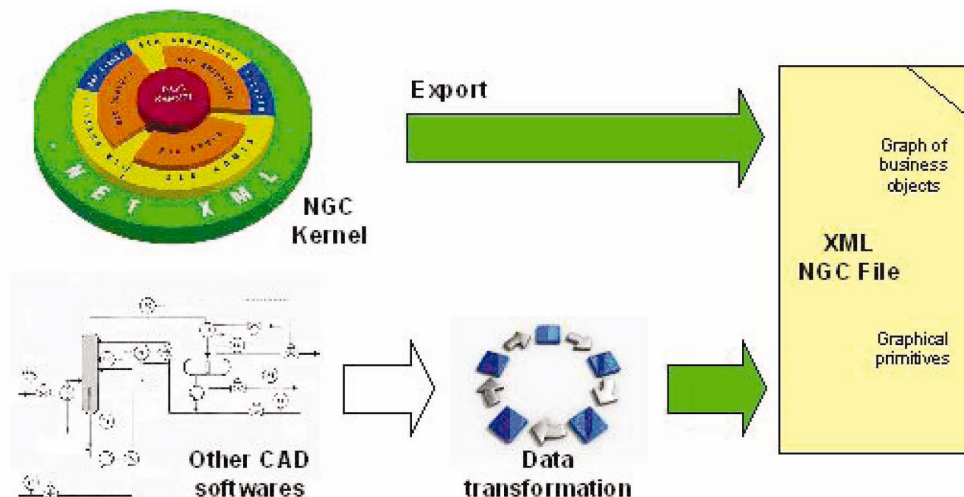 Export
Graph of
business
objects
.NET XML
NGC
Kernel
XML
NGC File
Graphical
primitives
Other CAD
softwares
Data
transformation